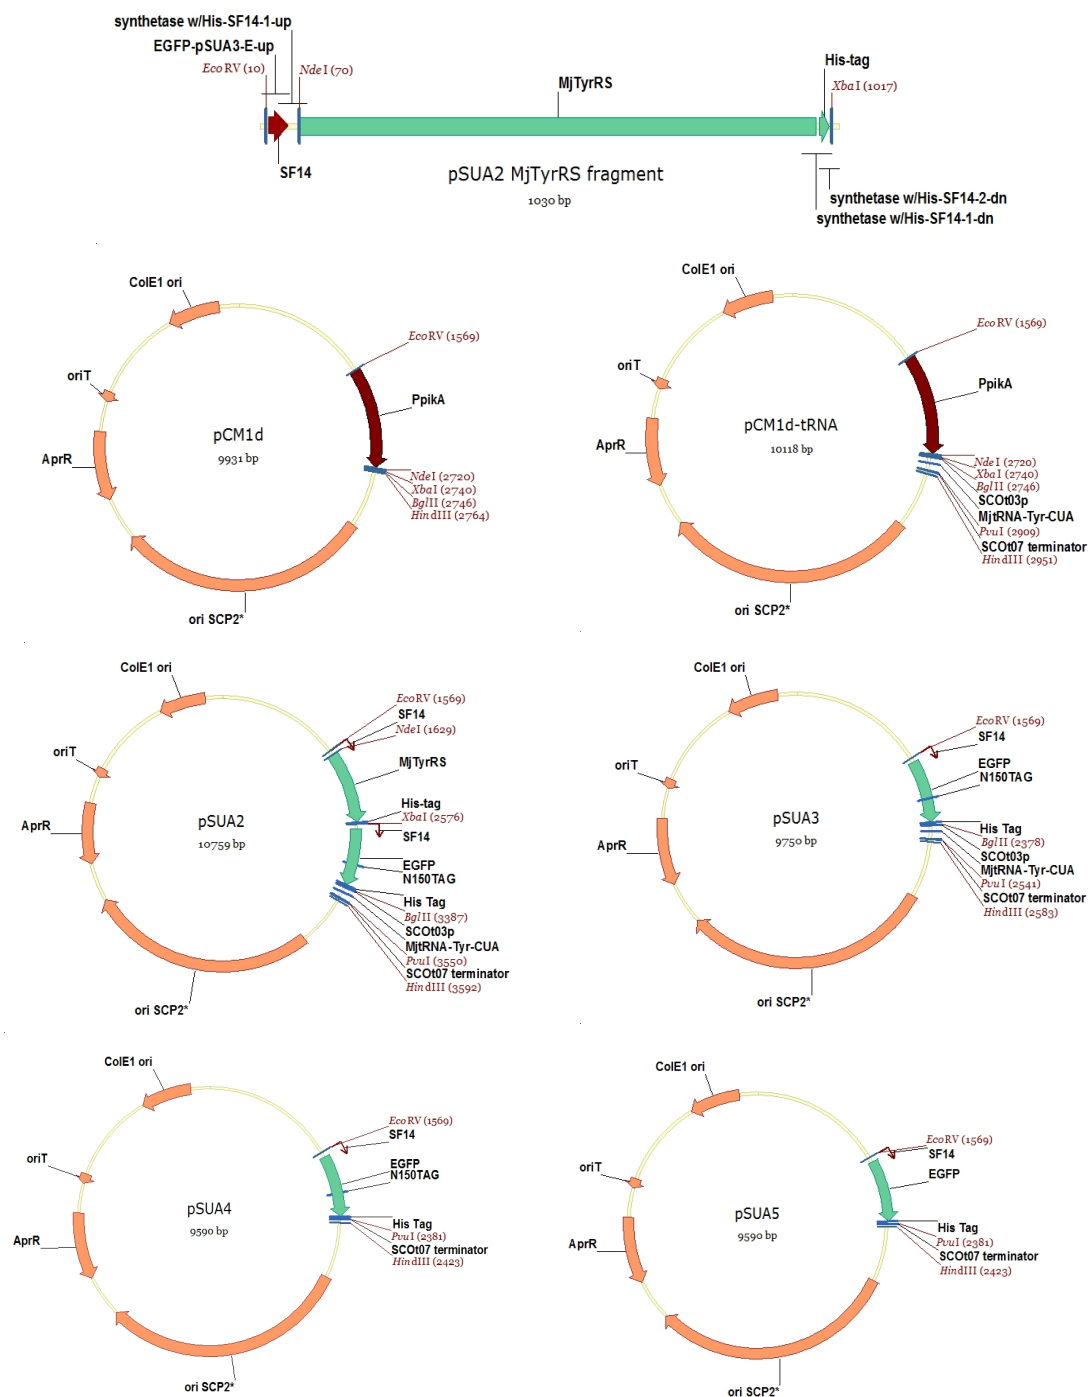 synthetase w/His-SF14-1-up
EGFP-pSUA3-E-up
EcoRV (10)
NdeI (70)
MjTyrRS
His-tag
XbaI (1017)
SF14
pSUA2 MjTyrRS fragment
1030 bp
synthetase w/His-SF14-2-dn
synthetase w/His-SF14-1-dn
ColE1 ori
EcoRV (1569)
oriT
PpikA
pCM1d
9931 bp
AprR
NdeI (2720)
XbaI (2740)
BglII (2746)
HindIII (2764)
ori SCP2*
ColE1 ori
EcoRV (1569)
oriT
PpikA
pCM1d-tRNA
10118 bp
AprR
NdeI (2720)
XbaI (2740)
BglII (2746)
SCOt03p
MjtRNA-Tyr-CUA
PvuI (2909)
SCOt07 terminator
HindIII (2951)
ori SCP2*
ColE1 ori
EcoRV (1569)
SF14
NdeI (1629)
oriT
MjTyrRS
His-tag
XbaI (2576)
SF14
pSUA2
10759 bp
AprR
EGFP
N150TAG
His Tag
BglII (3387)
SCOt03p
MjtRNA-Tyr-CUA
PvuI (3550)
SCOt07 terminator
HindIII (3592)
ori SCP2*
ColE1 ori
EcoRV (1569)
SF14
oriT
EGFP
N150TAG
pSUA3
9750 bp
AprR
His Tag
BglII (2378)
SCOt03p
MjtRNA-Tyr-CUA
PvuI (2541)
SCOt07 terminator
HindIII (2583)
ori SCP2*
ColE1 ori
EcoRV (1569)
SF14
oriT
EGFP
N150TAG
pSUA4
9590 bp
AprR
His Tag
PvuI (2381)
SCOt07 terminator
HindIII (2423)
ori SCP2*
ColE1 ori
EcoRV (1569)
SF14
oriT
EGFP
pSUA5
9590 bp
AprR
His Tag
PvuI (2381)
SCOt07 terminator
HindIII (2423)
ori SCP2*